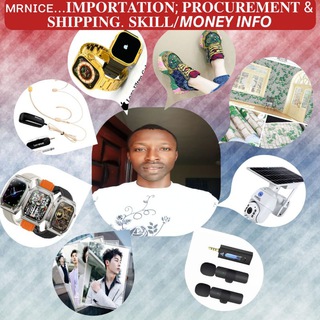 MRNICE...IMPORTATION; PROCUREMENT &
SHIPPING. SKILL/MONEY INFO